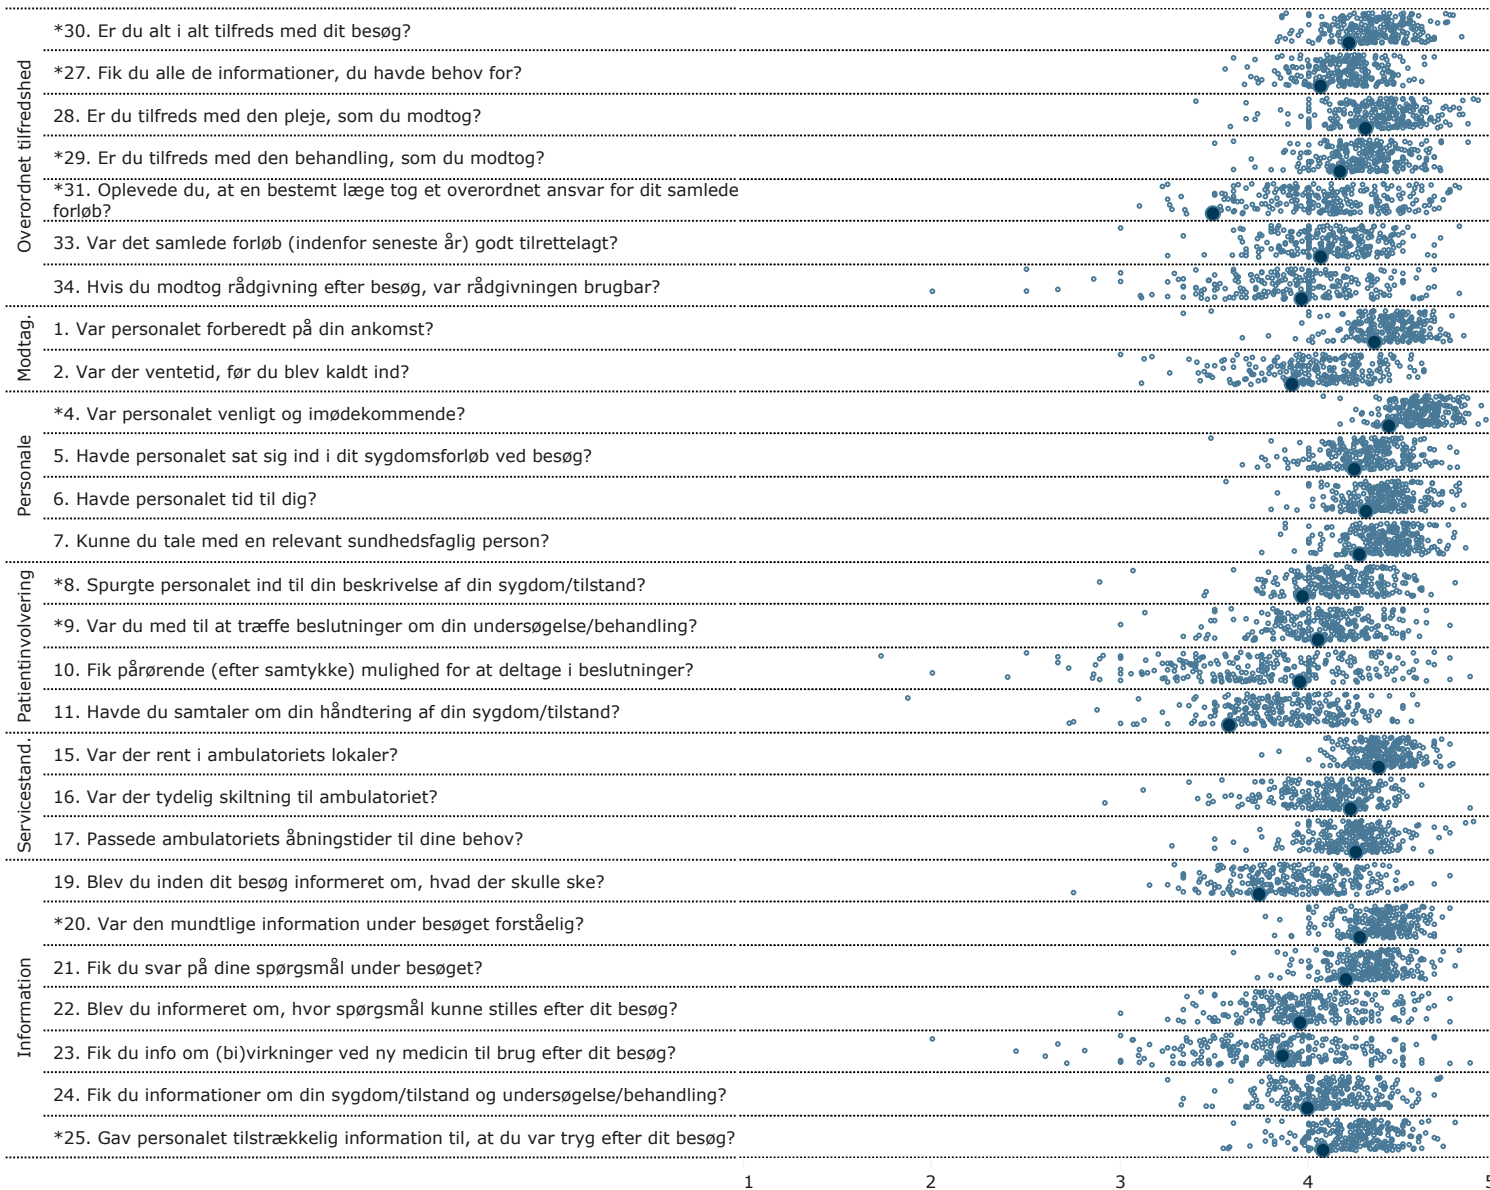 Overordnet tilfredshed
*30. Er du alt i alt tilfreds med dit besøg?
*27. Fik du alle de informationer, du havde behov for?
28. Er du tilfreds med den pleje, som du modtog?
*29. Er du tilfreds med den behandling, som du modtog?
*31. Oplevede du, at en bestemt læge tog et overordnet ansvar for dit samlede
forløb?
33. Var det samlede forløb (indenfor seneste år) godt tilrettelagt?
34. Hvis du modtog rådgivning efter besøg, var rådgivningen brugbar?
Modtag.
1. Var personalet forberedt på din ankomst?
2. Var der ventetid, før du blev kaldt ind?
Personale
*4. Var personalet venligt og imødekommende?
5. Havde personalet sat sig ind i dit sygdomsforløb ved besøg?
6. Havde personalet tid til dig?
7. Kunne du tale med en relevant sundhedsfaglig person?
Patientinvolvering
*8. Spurgte personalet ind til din beskrivelse af din sygdom/tilstand?
*9. Var du med til at træffe beslutninger om din undersøgelse/behandling?
10. Fik pårørende (efter samtykke) mulighed for at deltage i beslutninger?
11. Havde du samtaler om din håndtering af din sygdom/tilstand?
Servicestand.
15. Var der rent i ambulatoriets lokaler?
16. Var der tydelig skiltning til ambulatoriet?
17. Passede ambulatoriets åbningstider til dine behov?
Information
19. Blev du inden dit besøg informeret om, hvad der skulle ske?
*20. Var den mundtlige information under besøget forståelig?
21. Fik du svar på dine spørgsmål under besøget?
22. Blev du informeret om, hvor spørgsmål kunne stilles efter dit besøg?
23. Fik du info om (bi)virkninger ved ny medicin til brug efter dit besøg?
24. Fik du informationer om din sygdom/tilstand og undersøgelse/behandling?
*25. Gav personalet tilstrækkelig information til, at du var tryg efter dit besøg?
1 2 3 4 5